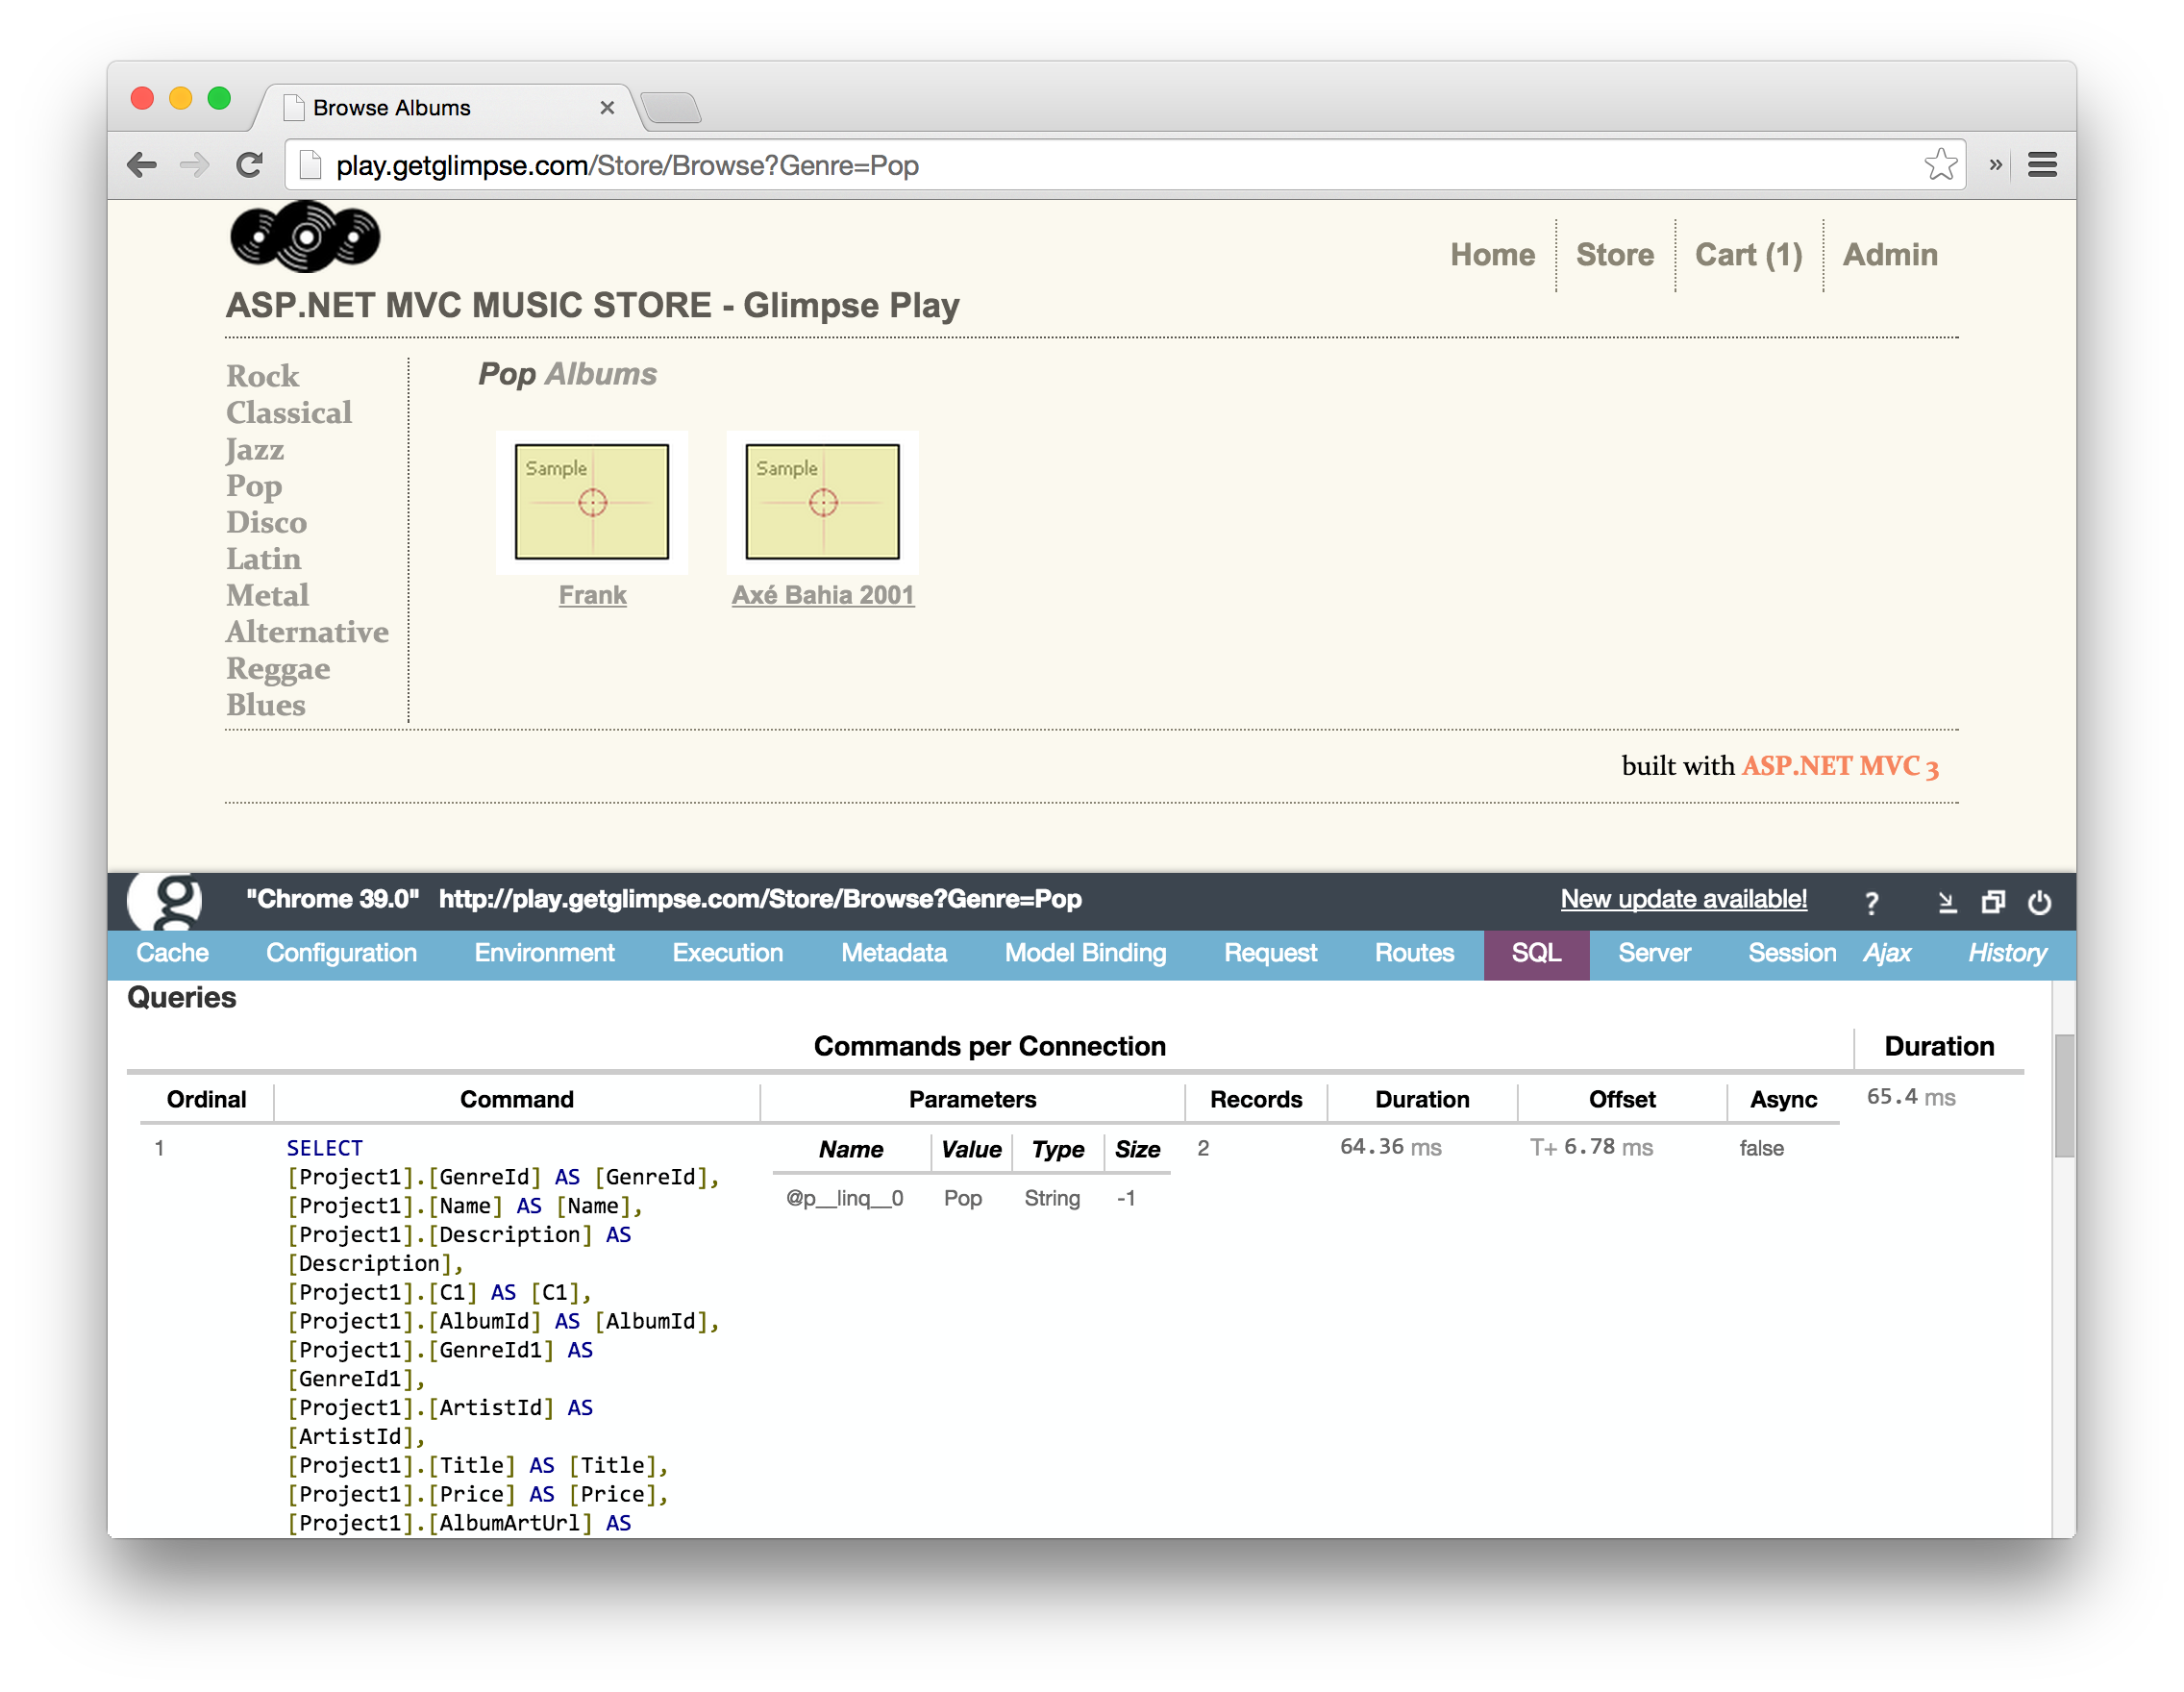 Browse Albums
play.getglimpse.com/Store/Browse?Genre=Pop
Home Store Cart (1) Admin
ASP.NET MVC MUSIC STORE - Glimpse Play
Rock
Classical
Jazz
Pop
Disco
Latin
Metal
Alternative
Reggae
Blues
Pop Albums
Sample Sample
Frank Axé Bahia 2001
built with ASP.NET MVC 3
g "Chrome 39.0" http://play.getglimpse.com/Store/Browse?Genre=Pop New update available! ?
Cache Configuration Environment Execution Metadata Model Binding Request Routes SQL Server Session Ajax History
Queries
Commands per Connection Duration
Ordinal Command Parameters Records Duration Offset Async 65.4 ms
1 SELECT Name Value Type Size 2 64.36 ms T+ 6.78 ms false
[Project1].[GenreId] AS [GenreId],
@p__linq__0 Pop String -1
[Project1].[Name] AS [Name],
[Project1].[Description] AS
[Description],
[Project1].[C1] AS [C1],
[Project1].[AlbumId] AS [AlbumId],
[Project1].[GenreId1] AS
[GenreId1],
[Project1].[ArtistId] AS
[ArtistId],
[Project1].[Title] AS [Title],
[Project1].[Price] AS [Price],
[Project1].[AlbumArtUrl] AS